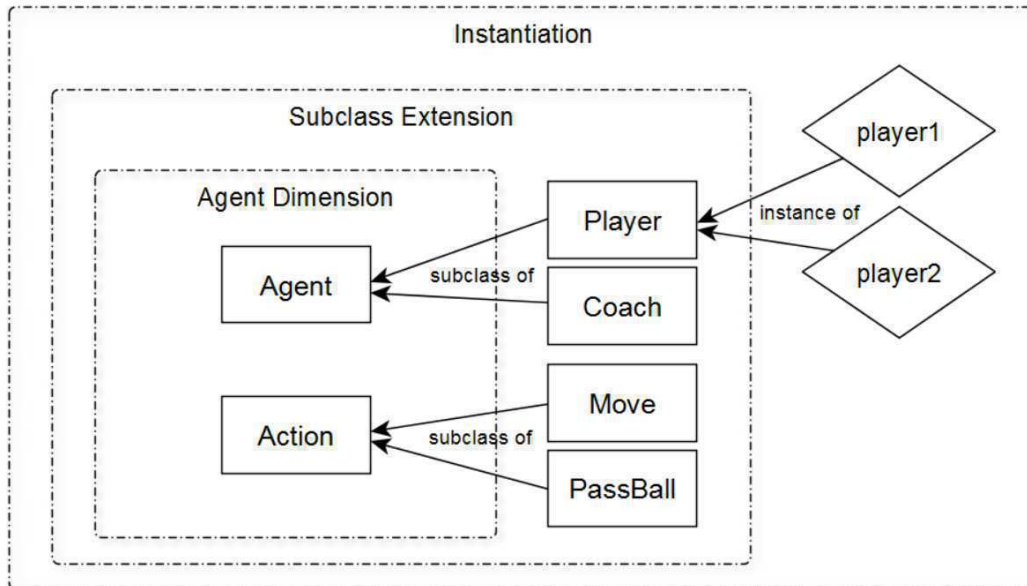 Instantiation
Subclass Extension
player1
Agent Dimension
Player
instance of
Agent
subclass of
player2
Coach
Move
Action
subclass of
PassBall